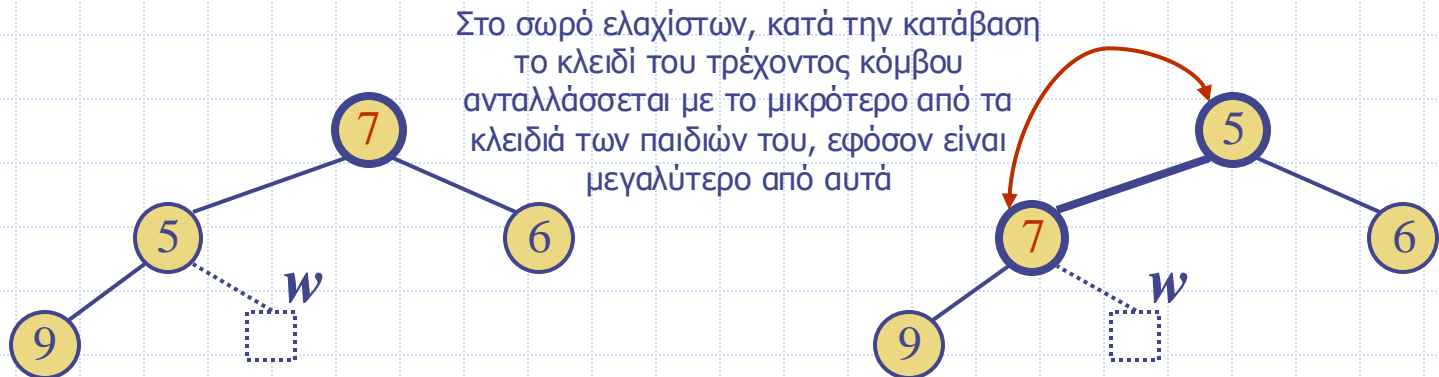 Στο σωρό ελαχίστων, κατά την κατάβαση
το κλειδί του τρέχοντος κόμβου
ανταλλάσσεται με το μικρότερο από τα
κλειδιά των παιδιών του, εφόσον είναι
μεγαλύτερο από αυτά
7
5
6
w
9
5
7
6
w
9